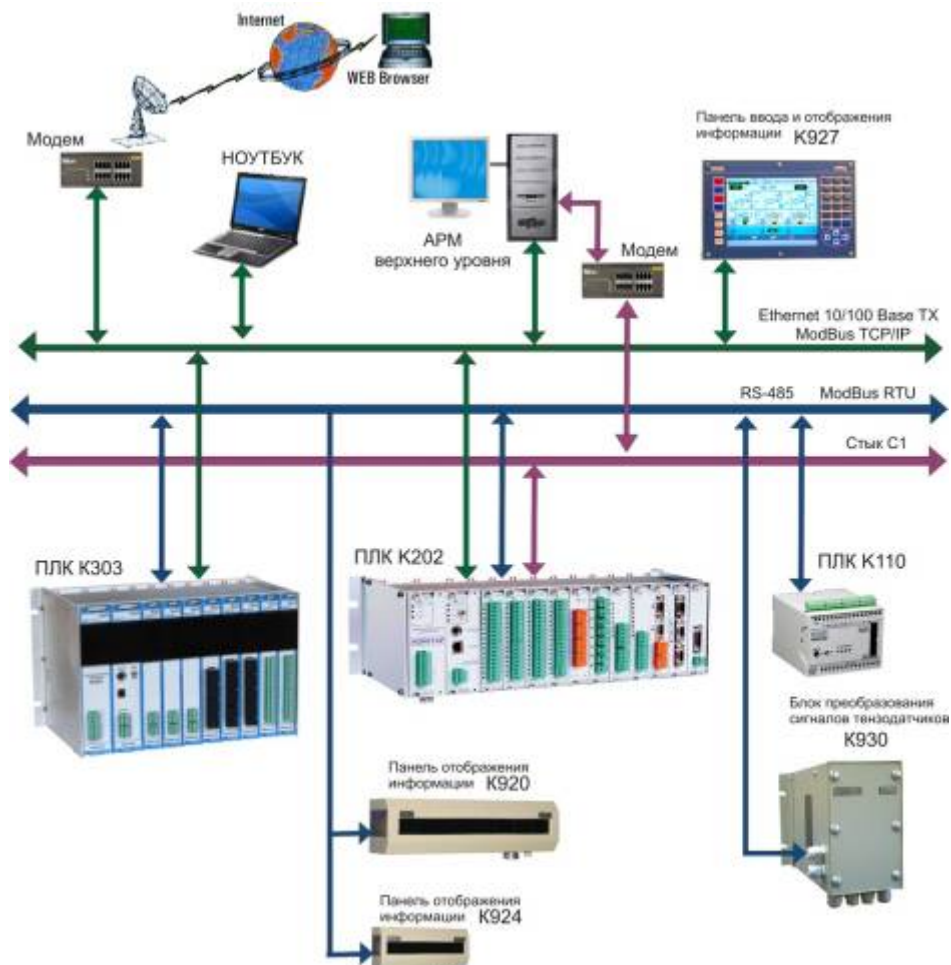 Internet
WEB Browser
Модем
НОУТБУК
АРМ
верхнего уровня
Модем
Панель ввода и отображения
информации К927
Ethernet 10/100 Base TX
ModBus TCP/IP
RS-485 ModBus RTU
Стык С1
ПЛК К303
ПЛК К202
ПЛК К110
Блок преобразования
сигналов тензодатчиков
К930
Панель отображения
информации К920
Панель отображения
информации К924